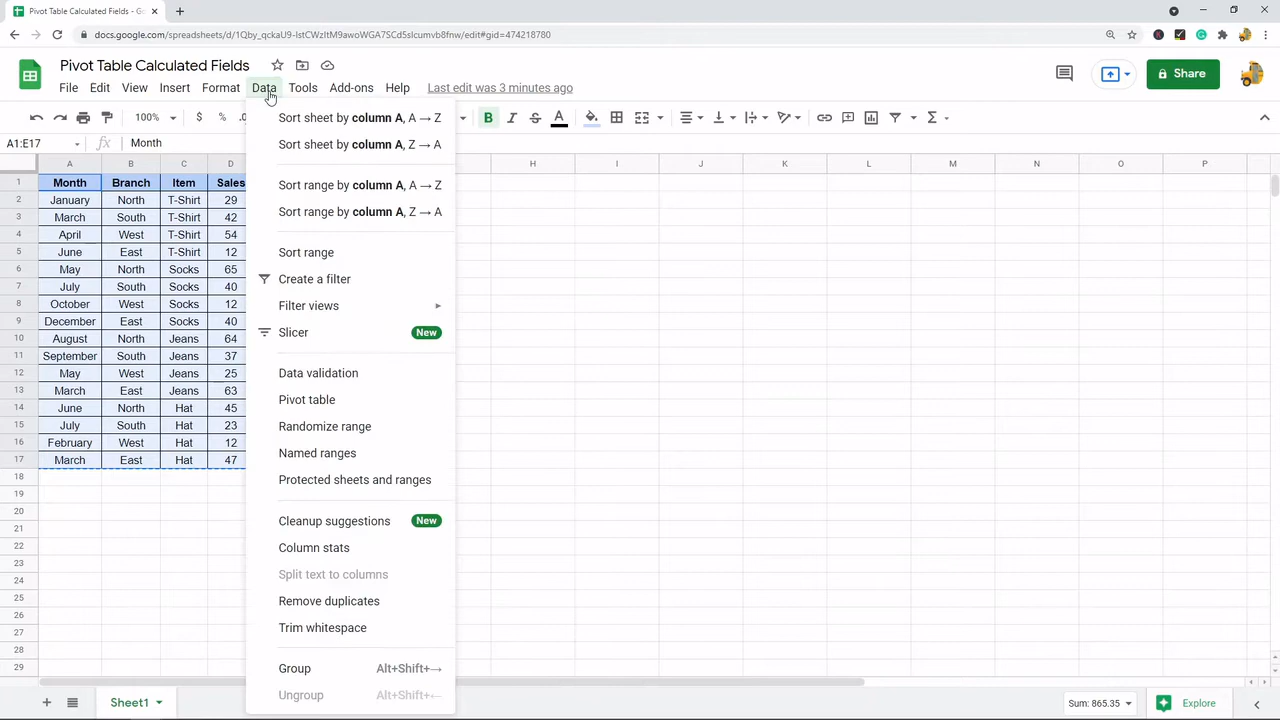 Pivot Table Calculated Fields - Go
docs.google.com/spreadsheets/d/1Qby_qckaU9-lstCWzItM9awoWGA7SCd5slcumvb8fnw/edit#gid=474218780
Pivot Table Calculated Fields
Share
File Edit View Insert Format Data Tools Add-ons Help Last edit was 3 minutes ago
100% $ % .0 B I S A Σ
A1:E17 fx Month
A B C D H I J K L M N O P
1 Month Branch Item Sales
2 January North T-Shirt 29
3 March South T-Shirt 42
4 April West T-Shirt 54
5 June East T-Shirt 12
6 May North Socks 65
7 July South Socks 40
8 October West Socks 12
9 December East Socks 40
10 August North Jeans 64
11 September South Jeans 37
12 May West Jeans 25
13 March East Jeans 63
14 June North Hat 45
15 July South Hat 23
16 February West Hat 12
17 March East Hat 47
18
19
20
21
22
23
24
25
26
27
28
29
Sort sheet by column A, A → Z
Sort sheet by column A, Z → A
Sort range by column A, A → Z
Sort range by column A, Z → A
Sort range
Create a filter
Filter views
Slicer New
Data validation
Pivot table
Randomize range
Named ranges
Protected sheets and ranges
Cleanup suggestions New
Column stats
Split text to columns
Remove duplicates
Trim whitespace
Group Alt+Shift+→
Ungroup Alt+Shift+←
Sheet1 Sum: 865.35 Explore